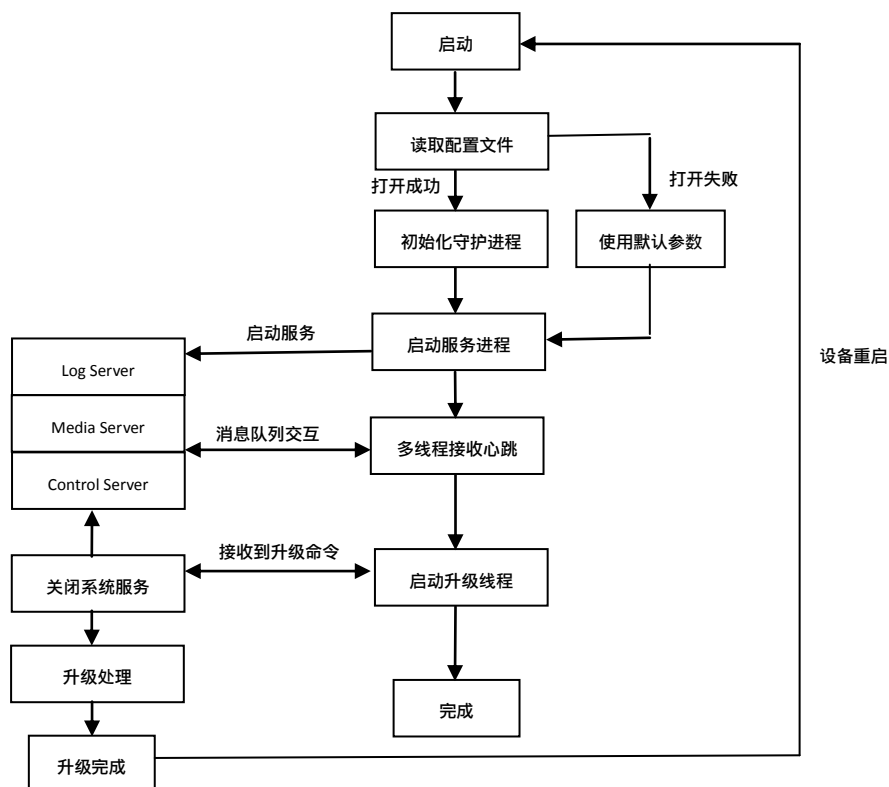 启动
读取配置文件
打开成功
打开失败
初始化守护进程
使用默认参数
启动服务
启动服务进程
设备重启
Log Server
Media Server
消息队列交互
多线程接收心跳
Control Server
接收到升级命令
关闭系统服务
启动升级线程
升级处理
完成
升级完成